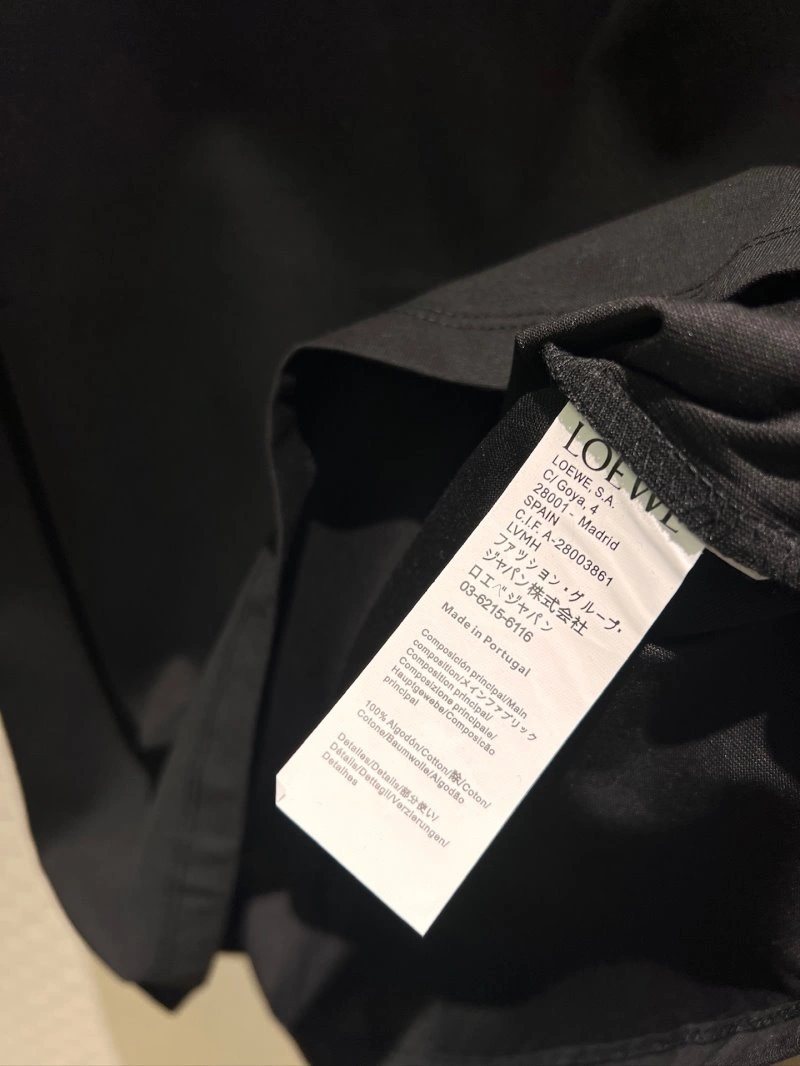 LOEWE
LOEWE, S.A.
C/ Goya, 4
28001 - Madrid
SPAIN
C.I.F. A-28003861
LVMH
ファッション・グループ・
ジャパン株式会社
ロエベジャパン
03-6215-6116
Made in Portugal
Composición principal/Main
composition/メインファブリック
Composition principal/
Composizione principale/
Hauptgewebe/Composicão
principal
100% Algodón/Cotton/綿/Coton/
Cotone/Baumwolle/Algodão
Detalles/Details/部分使い/
Détails/Dettagli/Verzierungen/
Detalhes